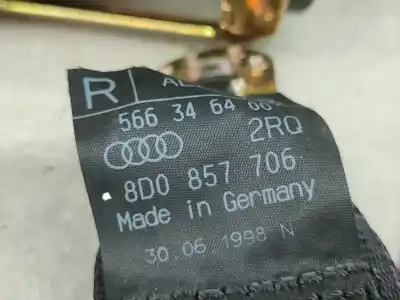 R
566 34 64
2RQ
8D0 857 706
Made in Germany
30.06 1998 N